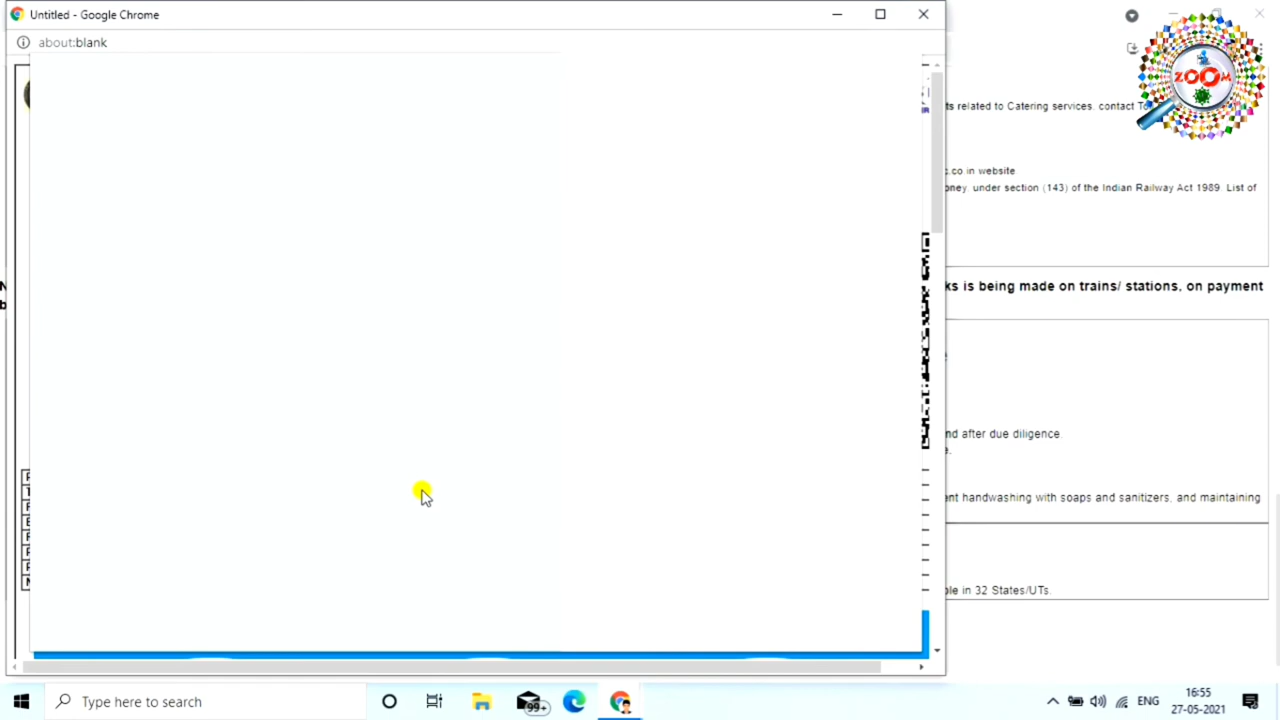 Untitled - Google Chrome
about:blank
ZOOM
ts related to Catering services, contact To
.co in website
oney, under section (143) of the Indian Railway Act 1989. List of
ks is being made on trains/ stations, on payment
nd after due diligence
e.
ent handwashing with soaps and sanitizers, and maintaining
ble in 32 States/UTs.
Type here to search
99+
ENG
16:55
27-05-2021